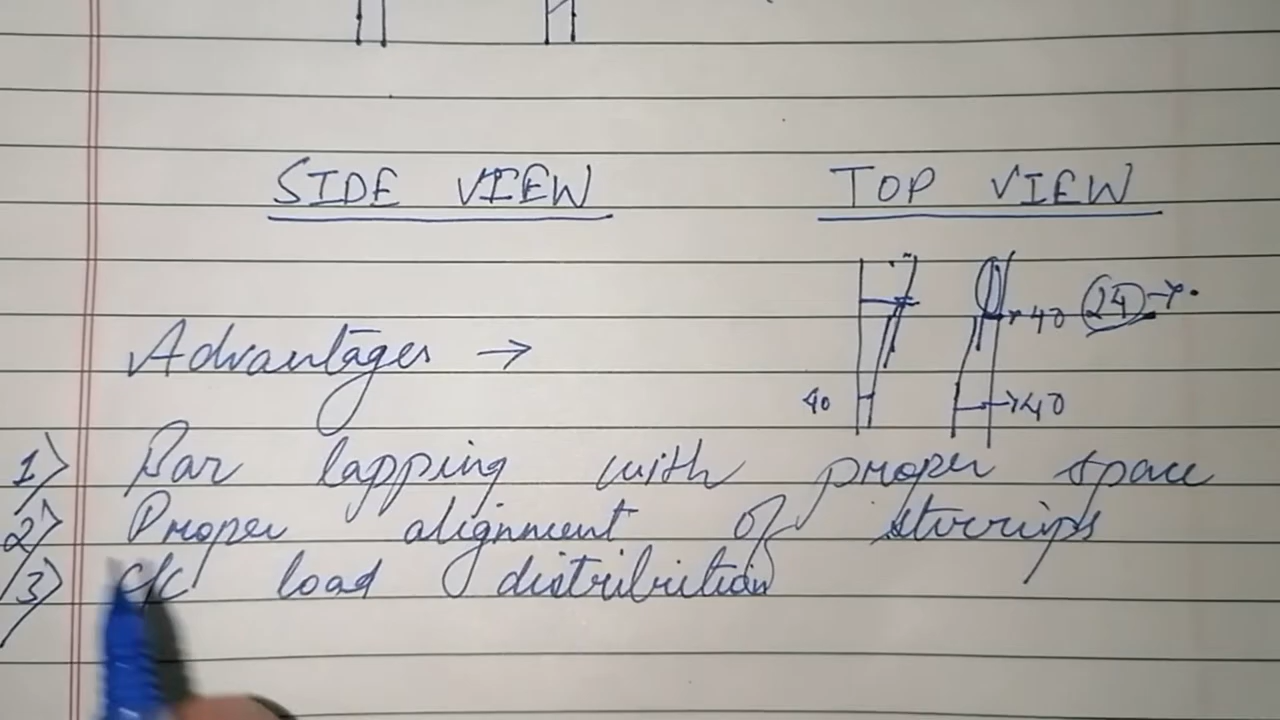 SIDE VIEW TOP VIEW
40 24
Advantages →
40 40
1) Bar lapping with proper space
2) Proper alignment of stirrips
3) c/c load distribution